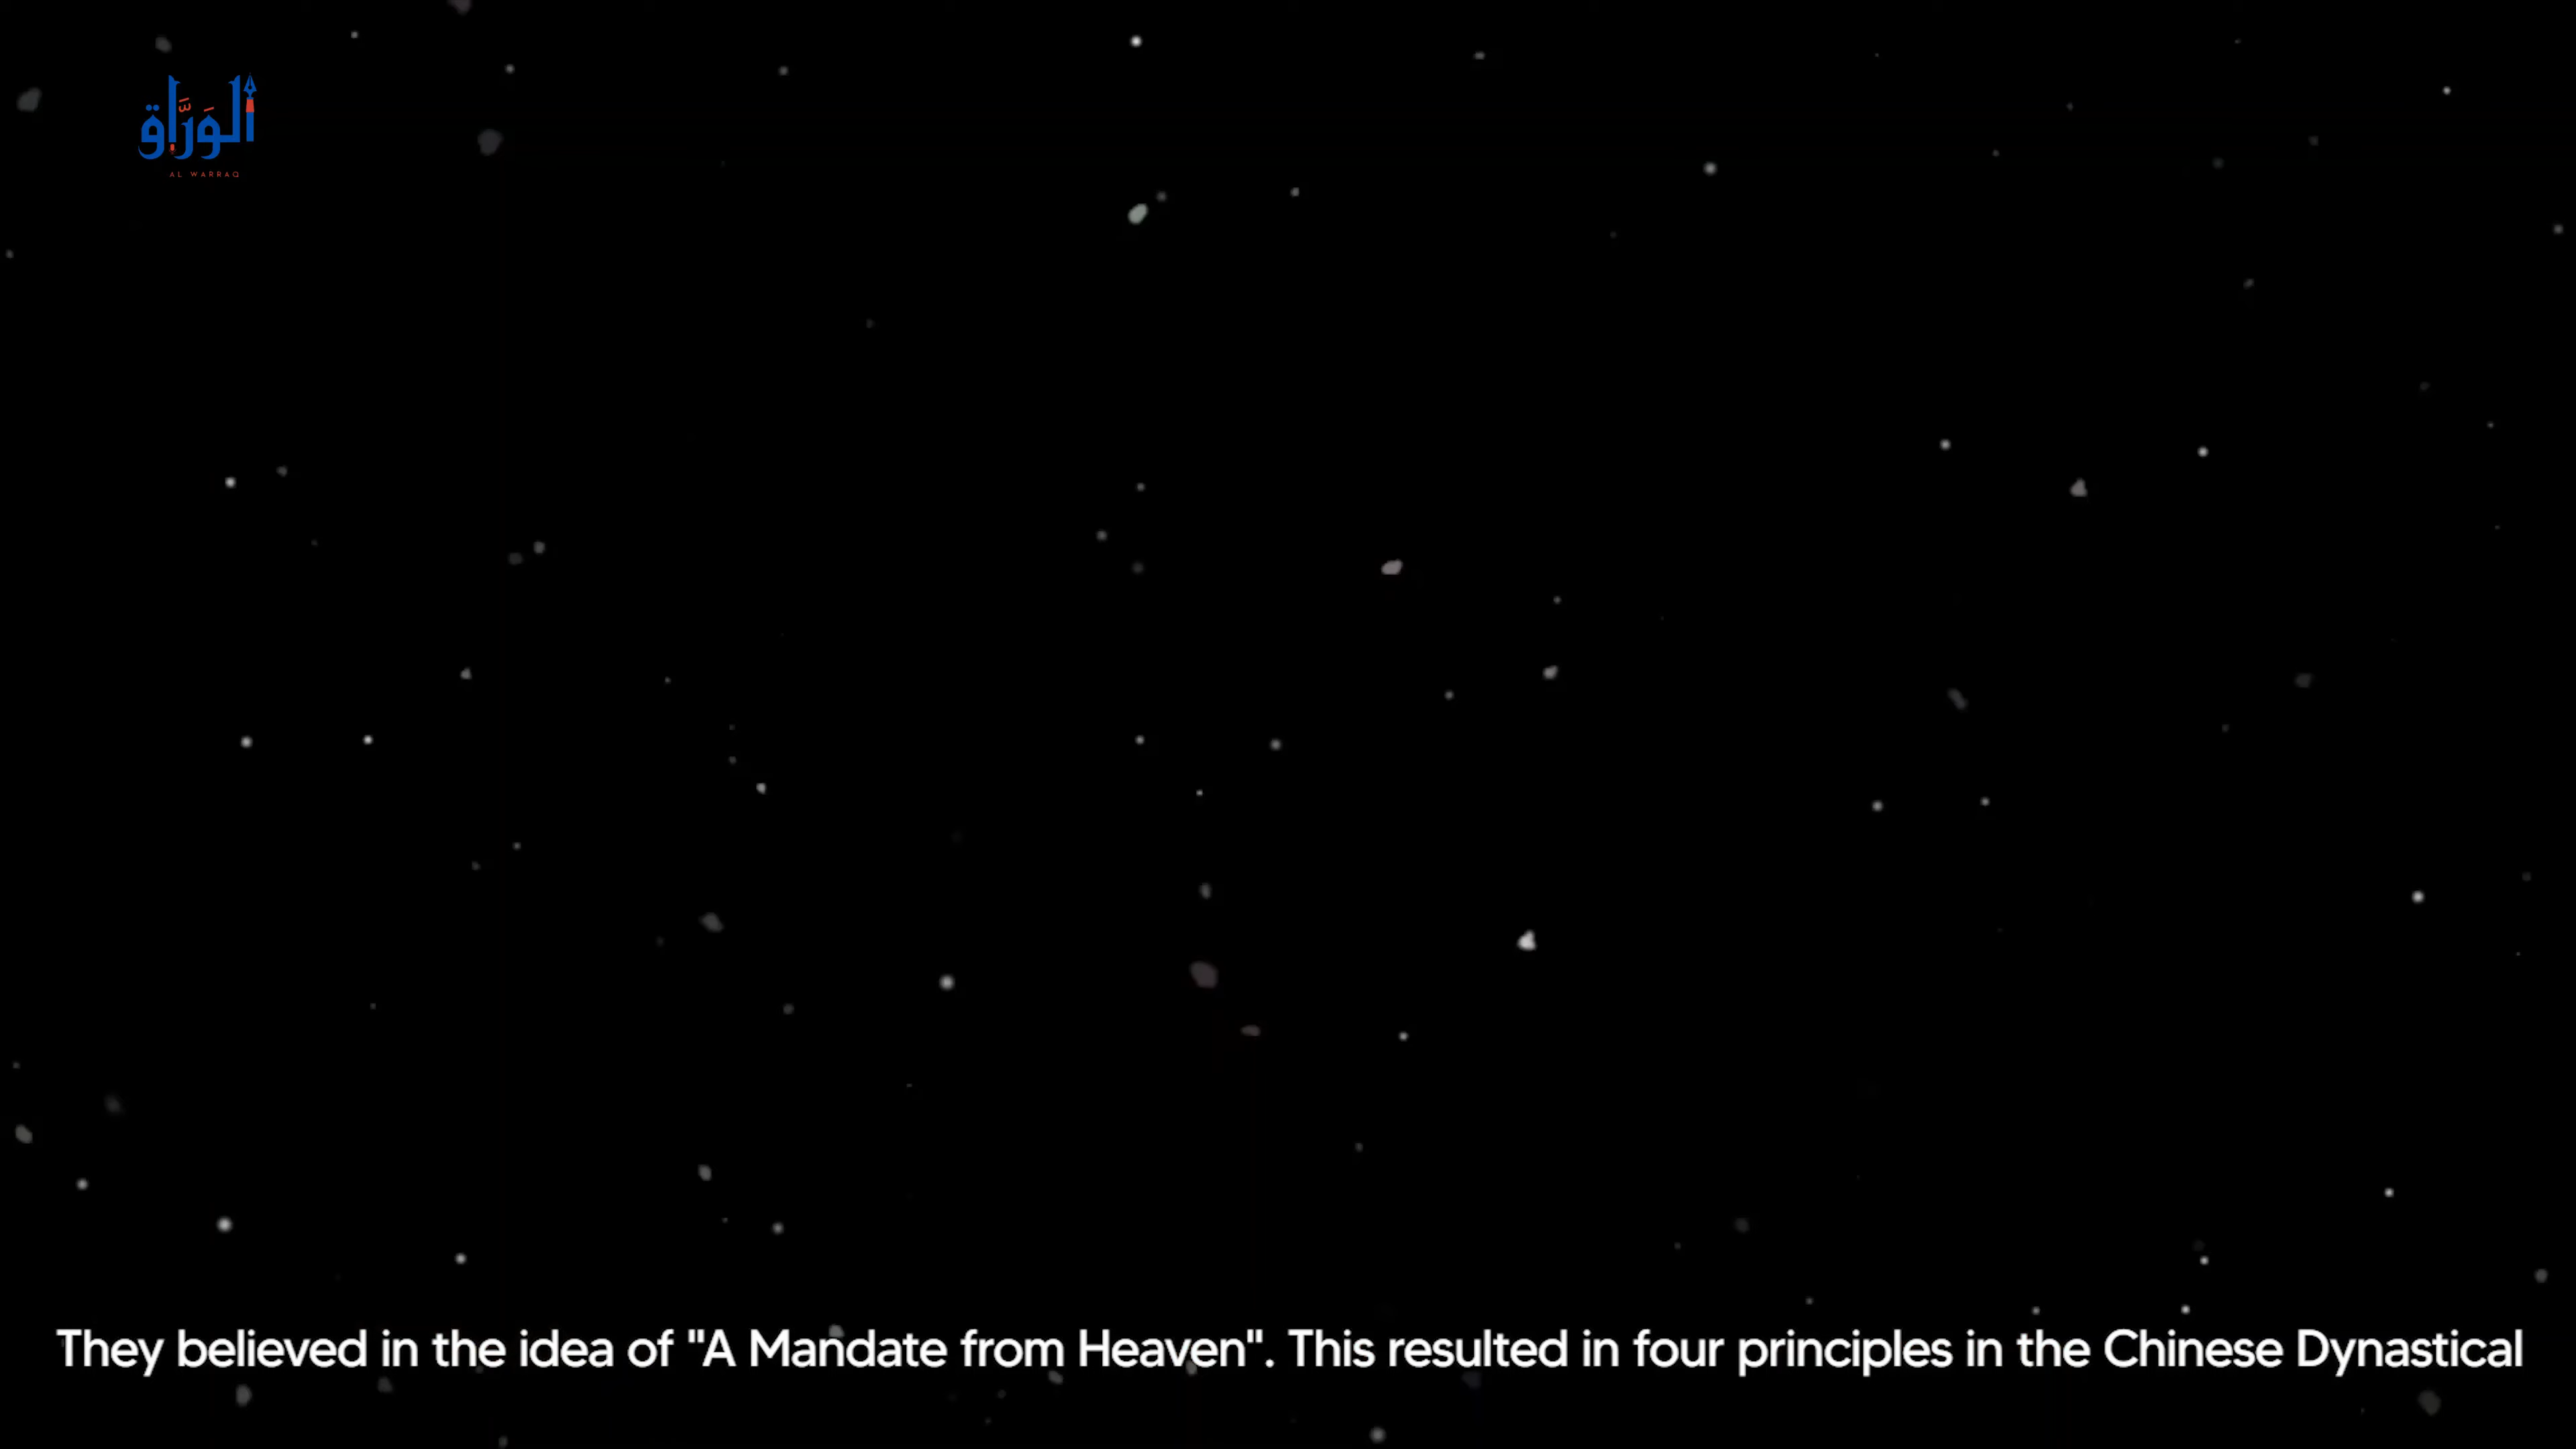 الوَرَّاق
AL WARRAQ
They believed in the idea of "A Mandate from Heaven". This resulted in four principles in the Chinese Dynastical